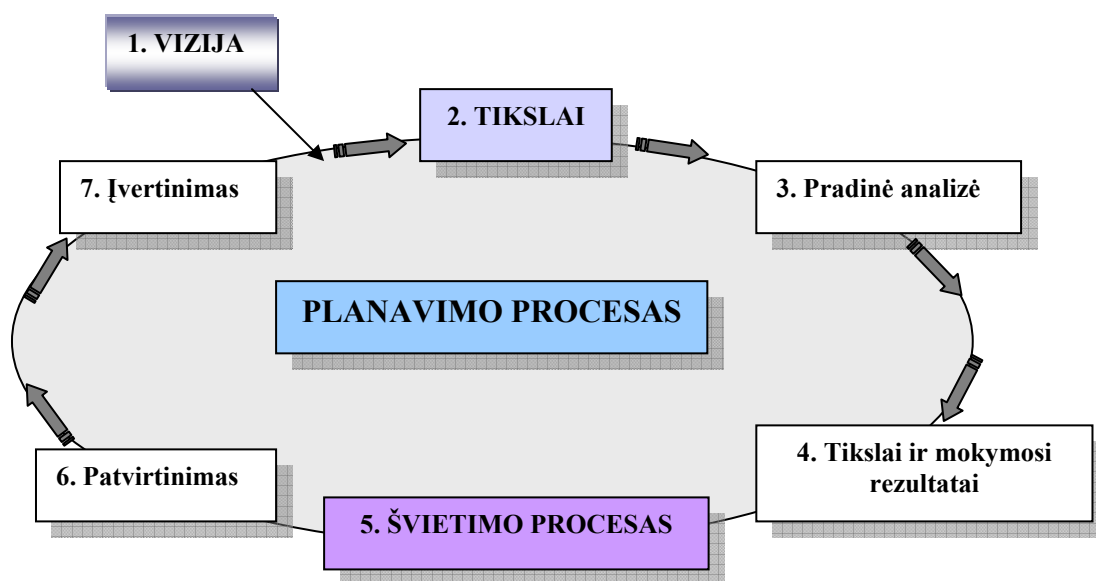 1. VIZIJA
2. TIKSLAI
7. Įvertinimas
3. Pradinė analizė
PLANAVIMO PROCESAS
6. Patvirtinimas
4. Tikslai ir mokymosi
rezultatai
5. ŠVIETIMO PROCESAS